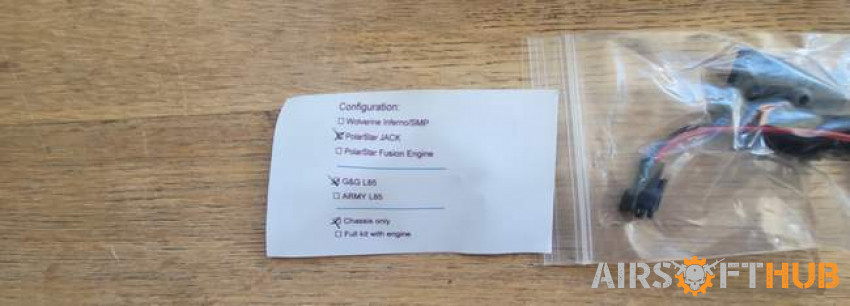 Configuration:
☐ Wolverine Inferno/SMP
☒ PolarStar JACK
☐ PolarStar Fusion Engine
☒ G&G L85
☐ ARMY L85
☒ Chassis only
☐ Full kit with engine
AIRSOFTHUB